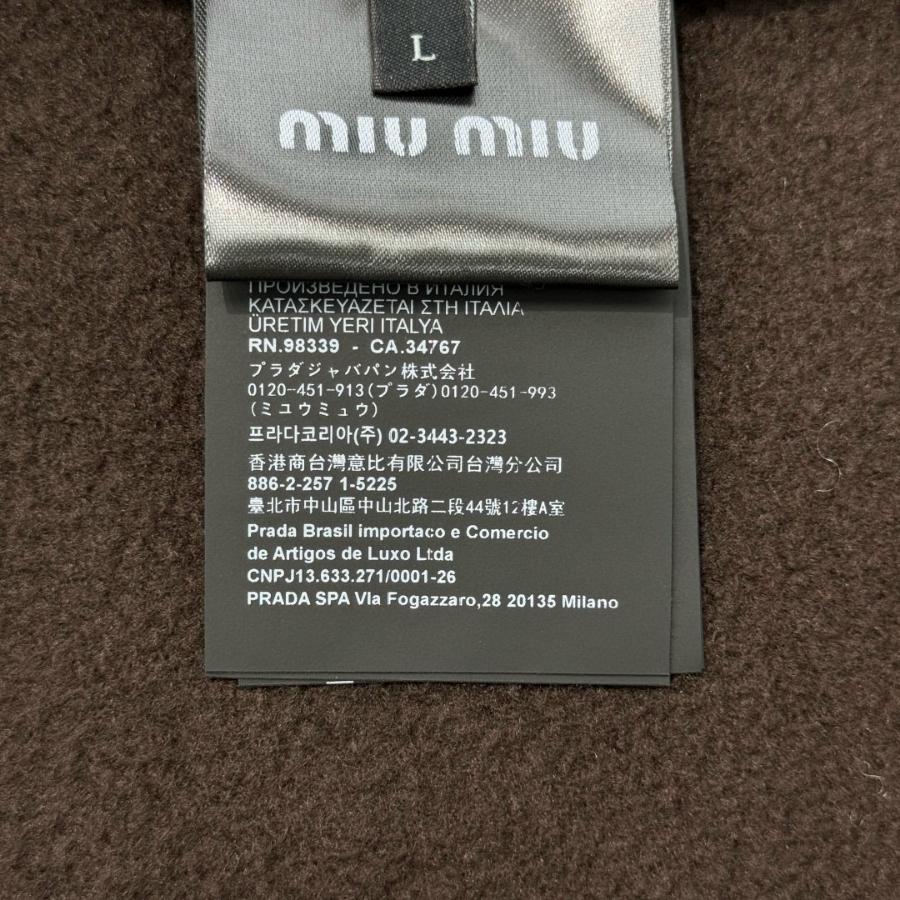 L
miu miu
ПРОИЗВЕДЕНО В ИТАЛИЯ
ΚΑΤΑΣΚΕΥΑΖΕΤΑΙ ΣΤΗ ΙΤΑΛΙΑ
ÜRETIM YERI ITALYA
RN.98339 - CA.34767
プラダジャバパン株式会社
0120-451-913(プラダ)0120-451-993
(ミユウミュウ)
프라다코리아(주) 02-3443-2323
香港商台灣意比有限公司台灣分公司
886-2-257 1-5225
臺北市中山區中山北路二段44號12樓A室
Prada Brasil importaco e Comercio
de Artigos de Luxo Ltda
CNPJ13.633.271/0001-26
PRADA SPA VIa Fogazzaro,28 20135 Milano